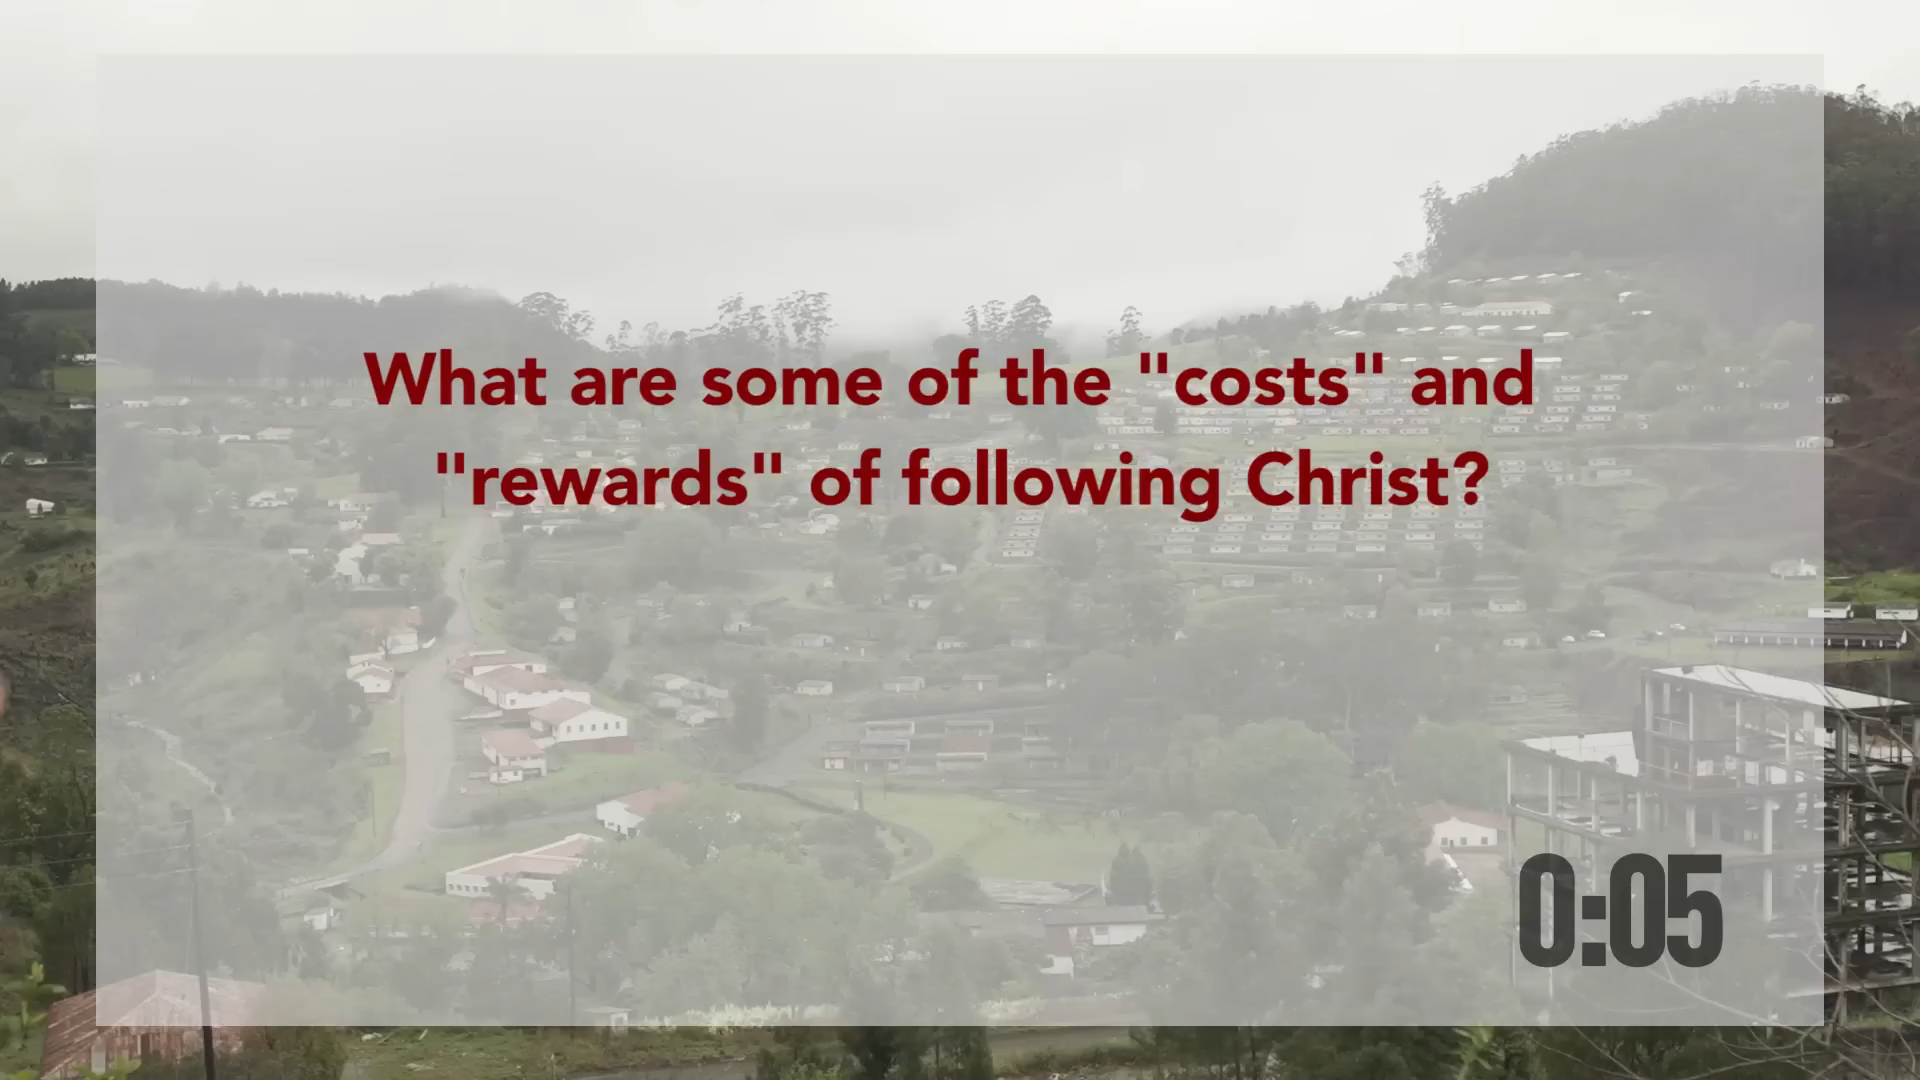 What are some of the "costs" and
"rewards" of following Christ?
0:05